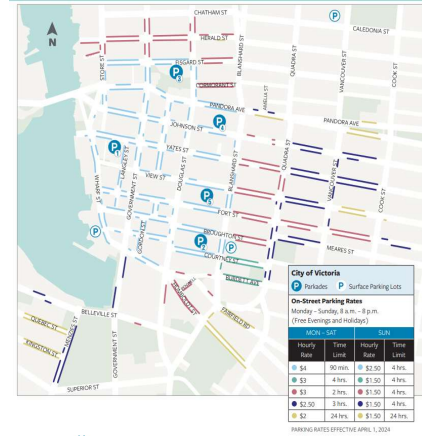 CHATHAM ST
HERALD ST
FISGARD ST
CORMORANT ST
CALEDONIA ST
N
STORE ST
BLANSHARD ST
QUADRA ST
VANCOUVER ST
COOK ST
AMELIA ST
PANDORA AVE
PANDORA AVE
JOHNSON ST
YATES ST
VIEW ST
LANGLEY ST
GOVERNMENT ST
DOUGLAS ST
BLANSHARD ST
QUADRA ST
VANCOUVER ST
COOK ST
WHARF ST
GORDON ST
FORT ST
BROUGHTON ST
COURTNEY ST
BURDETT AVE
MEARES ST
HUMBOLDT ST
FAIRFIELD RD
BELLEVILLE ST
QUEBEC ST
KINGSTON ST
MENZIES ST
GOVERNMENT ST
SUPERIOR ST
City of Victoria
P Parkades P Surface Parking Lots
On-Street Parking Rates
Monday – Sunday, 8 a.m. – 8 p.m.
(Free Evenings and Holidays)
MON – SAT SUN
Hourly Rate Time Limit Hourly Rate Time Limit
$4 90 min. $2.50 4 hrs.
$3 4 hrs. $1.50 4 hrs.
$3 2 hrs. $1.50 4 hrs.
$2.50 3 hrs. $1.50 4 hrs.
$2 24 hrs. $1.50 24 hrs.
PARKING RATES EFFECTIVE APRIL 1, 2024